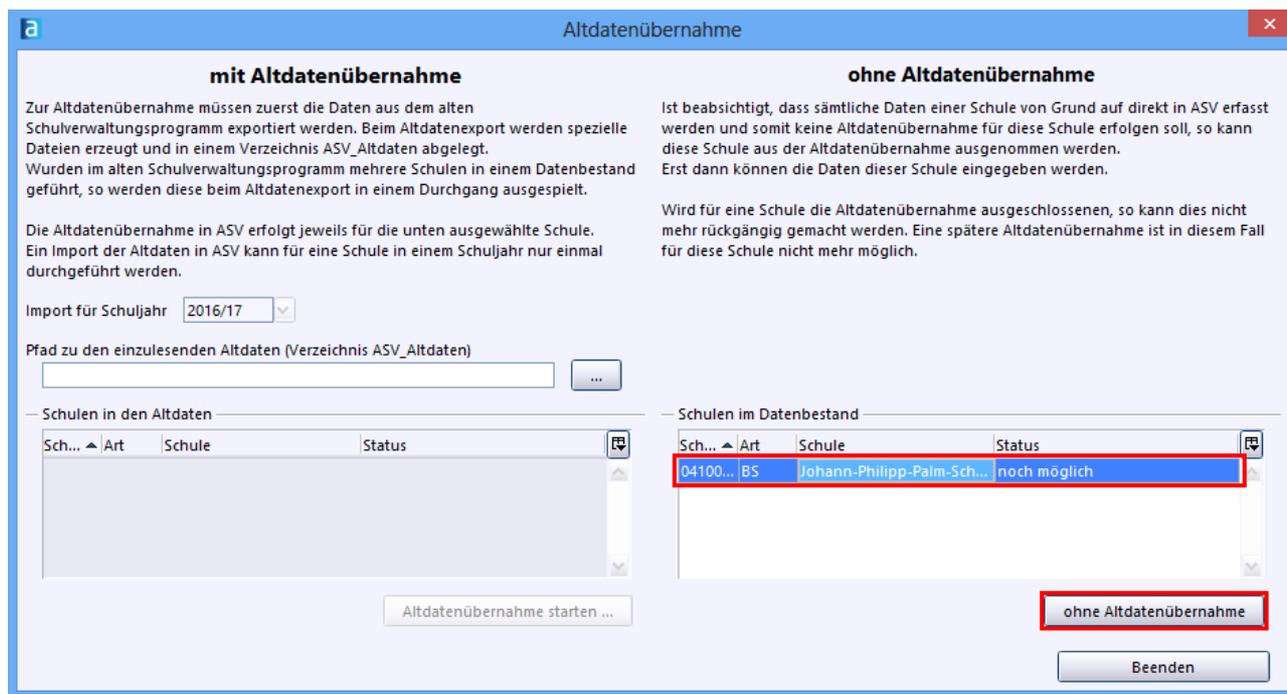 a
Altdatenübernahme
mit Altdatenübernahme
Zur Altdatenübernahme müssen zuerst die Daten aus dem alten
Schulverwaltungsprogramm exportiert werden. Beim Altdatenexport werden spezielle
Dateien erzeugt und in einem Verzeichnis ASV_Altdaten abgelegt.
Wurden im alten Schulverwaltungsprogramm mehrere Schulen in einem Datenbestand
geführt, so werden diese beim Altdatenexport in einem Durchgang ausgespielt.
Die Altdatenübernahme in ASV erfolgt jeweils für die unten ausgewählte Schule.
Ein Import der Altdaten in ASV kann für eine Schule in einem Schuljahr nur einmal
durchgeführt werden.
Import für Schuljahr 2016/17
Pfad zu den einzulesenden Altdaten (Verzeichnis ASV_Altdaten)
...
Schulen in den Altdaten
Sch... Art Schule Status
Altdatenübernahme starten ...
ohne Altdatenübernahme
Ist beabsichtigt, dass sämtliche Daten einer Schule von Grund auf direkt in ASV erfasst
werden und somit keine Altdatenübernahme für diese Schule erfolgen soll, so kann
diese Schule aus der Altdatenübernahme ausgenommen werden.
Erst dann können die Daten dieser Schule eingegeben werden.
Wird für eine Schule die Altdatenübernahme ausgeschlossenen, so kann dies nicht
mehr rückgängig gemacht werden. Eine spätere Altdatenübernahme ist in diesem Fall
für diese Schule nicht mehr möglich.
Schulen im Datenbestand
Sch... Art Schule Status
04100... BS Johann-Philipp-Palm-Sch... noch möglich
ohne Altdatenübernahme
Beenden